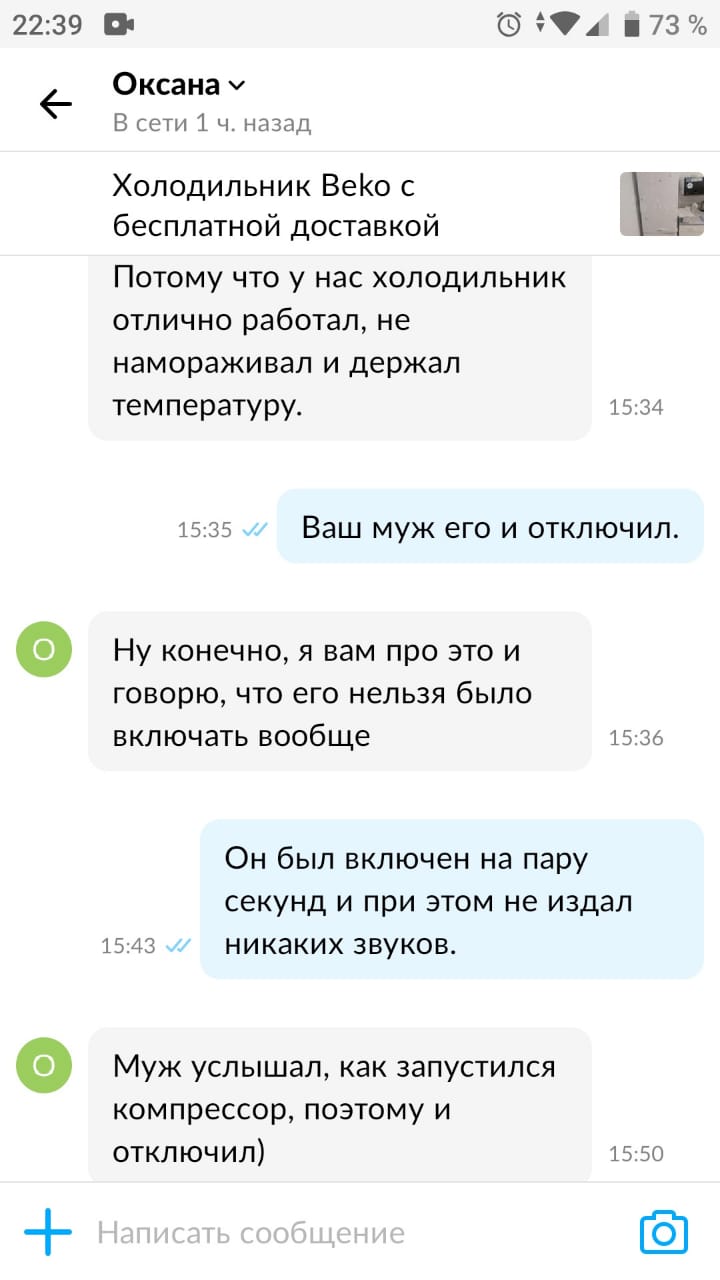 22:39
73 %
Оксана
В сети 1 ч. назад
Холодильник Beko с
бесплатной доставкой
Потому что у нас холодильник
отлично работал, не
намораживал и держал
температуру.
15:34
15:35
Ваш муж его и отключил.
О
Ну конечно, я вам про это и
говорю, что его нельзя было
включать вообще
15:36
Он был включен на пару
секунд и при этом не издал
никаких звуков.
15:43
О
Муж услышал, как запустился
компрессор, поэтому и
отключил)
15:50
Написать сообщение